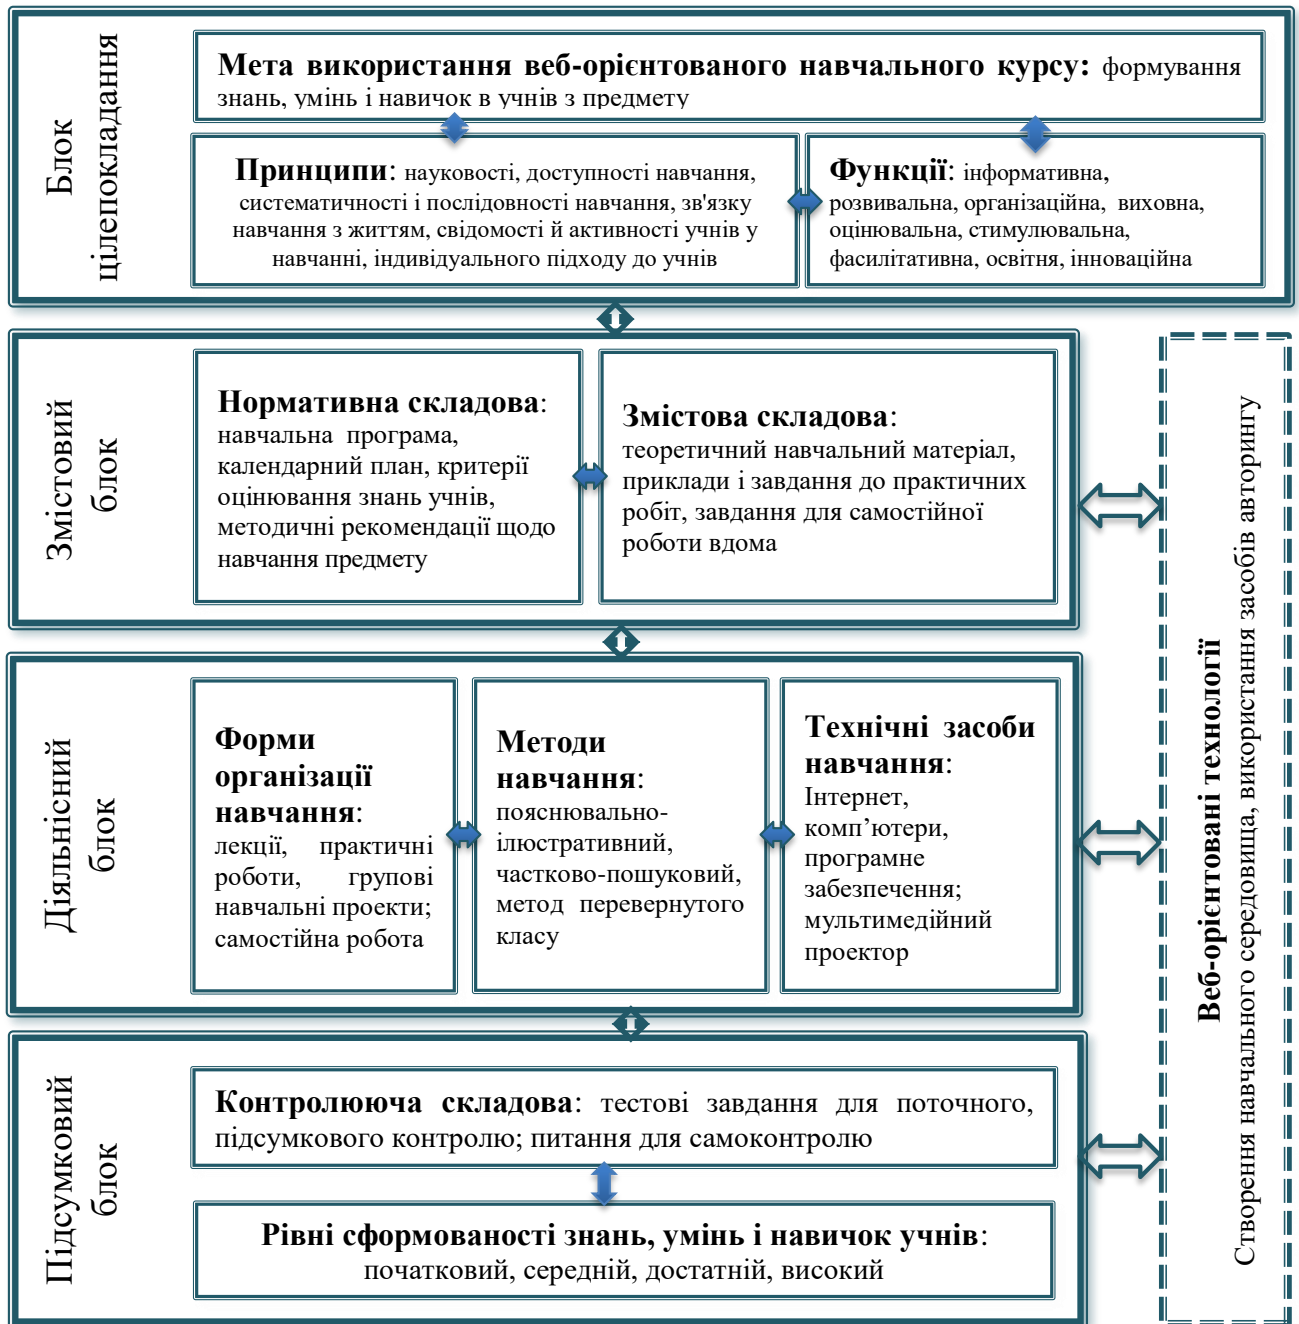 Блок
цілепокладання
Мета використання веб-орієнтованого навчального курсу: формування
знань, умінь і навичок в учнів з предмету
Принципи: науковості, доступності навчання,
систематичності і послідовності навчання, зв'язку
навчання з життям, свідомості й активності учнів у
навчанні, індивідуального підходу до учнів
Функції: інформативна,
розвивальна, організаційна, виховна,
оцінювальна, стимулювальна,
фасилітативна, освітня, інноваційна
Змістовий
блок
Нормативна складова:
навчальна програма,
календарний план, критерії
оцінювання знань учнів,
методичні рекомендації щодо
навчання предмету
Змістова складова:
теоретичний навчальний матеріал,
приклади і завдання до практичних
робіт, завдання для самостійної
роботи вдома
Діяльнісний
блок
Форми
організації
навчання:
лекції, практичні
роботи, групові
навчальні проекти;
самостійна робота
Методи
навчання:
пояснювально-
ілюстративний,
частково-пошуковий,
метод перевернутого
класу
Технічні засоби
навчання:
Інтернет,
комп’ютери,
програмне
забезпечення;
мультимедійний
проектор
Підсумковий
блок
Контролююча складова: тестові завдання для поточного,
підсумкового контролю; питання для самоконтролю
Рівні сформованості знань, умінь і навичок учнів:
початковий, середній, достатній, високий
Веб-орієнтовані технології
Створення навчального середовища, використання засобів авторингу